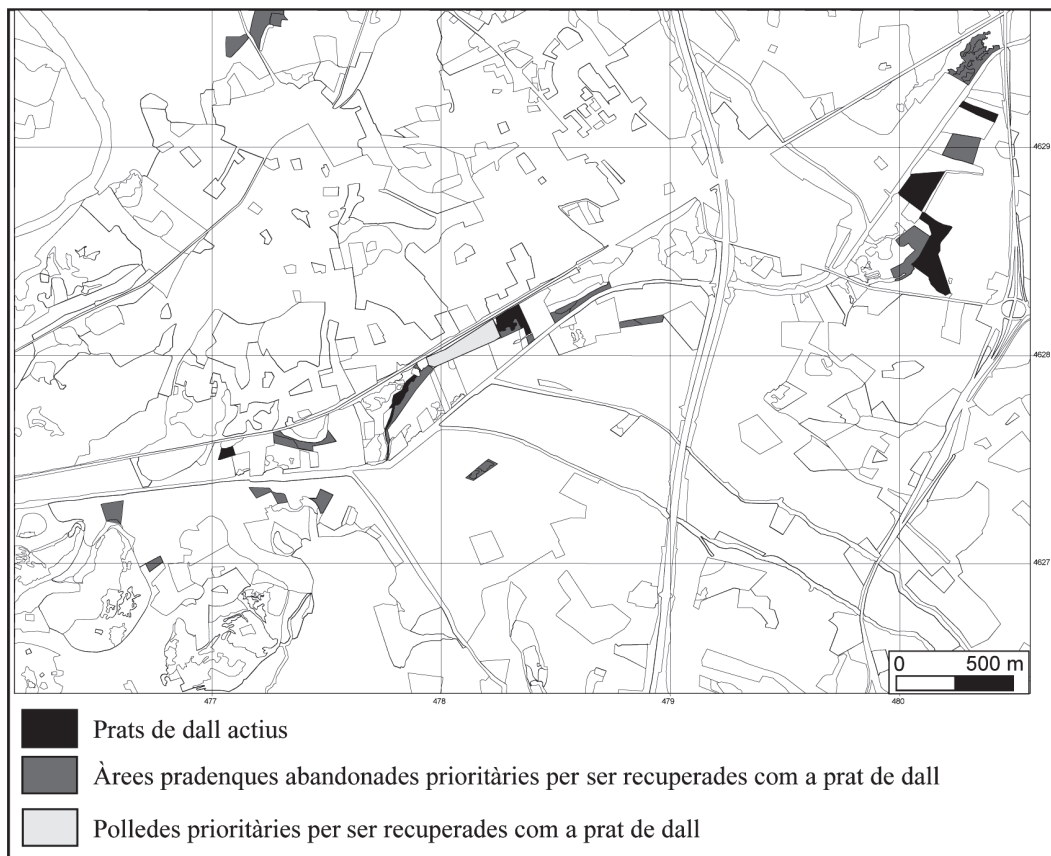 4629
4628
4627
477 478 479 480
0 500 m
Prats de dall actius
Àrees pradenques abandonades prioritàries per ser recuperades com a prat de dall
Polledes prioritàries per ser recuperades com a prat de dall